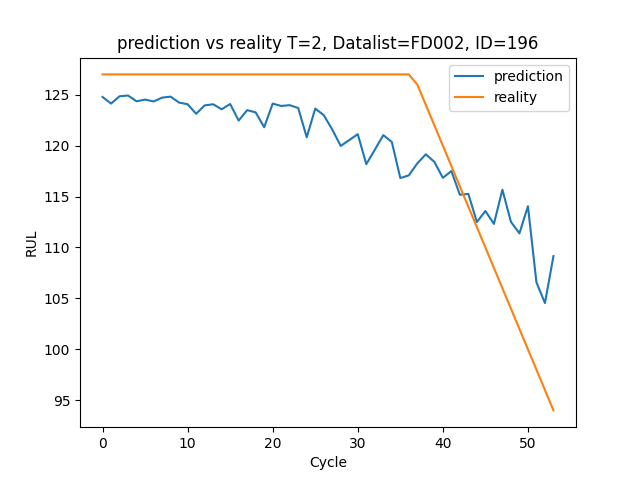 prediction vs reality T=2, Datalist=FD002, ID=196
prediction
reality
RUL
125
120
115
110
105
100
95
0 10 20 30 40 50
Cycle